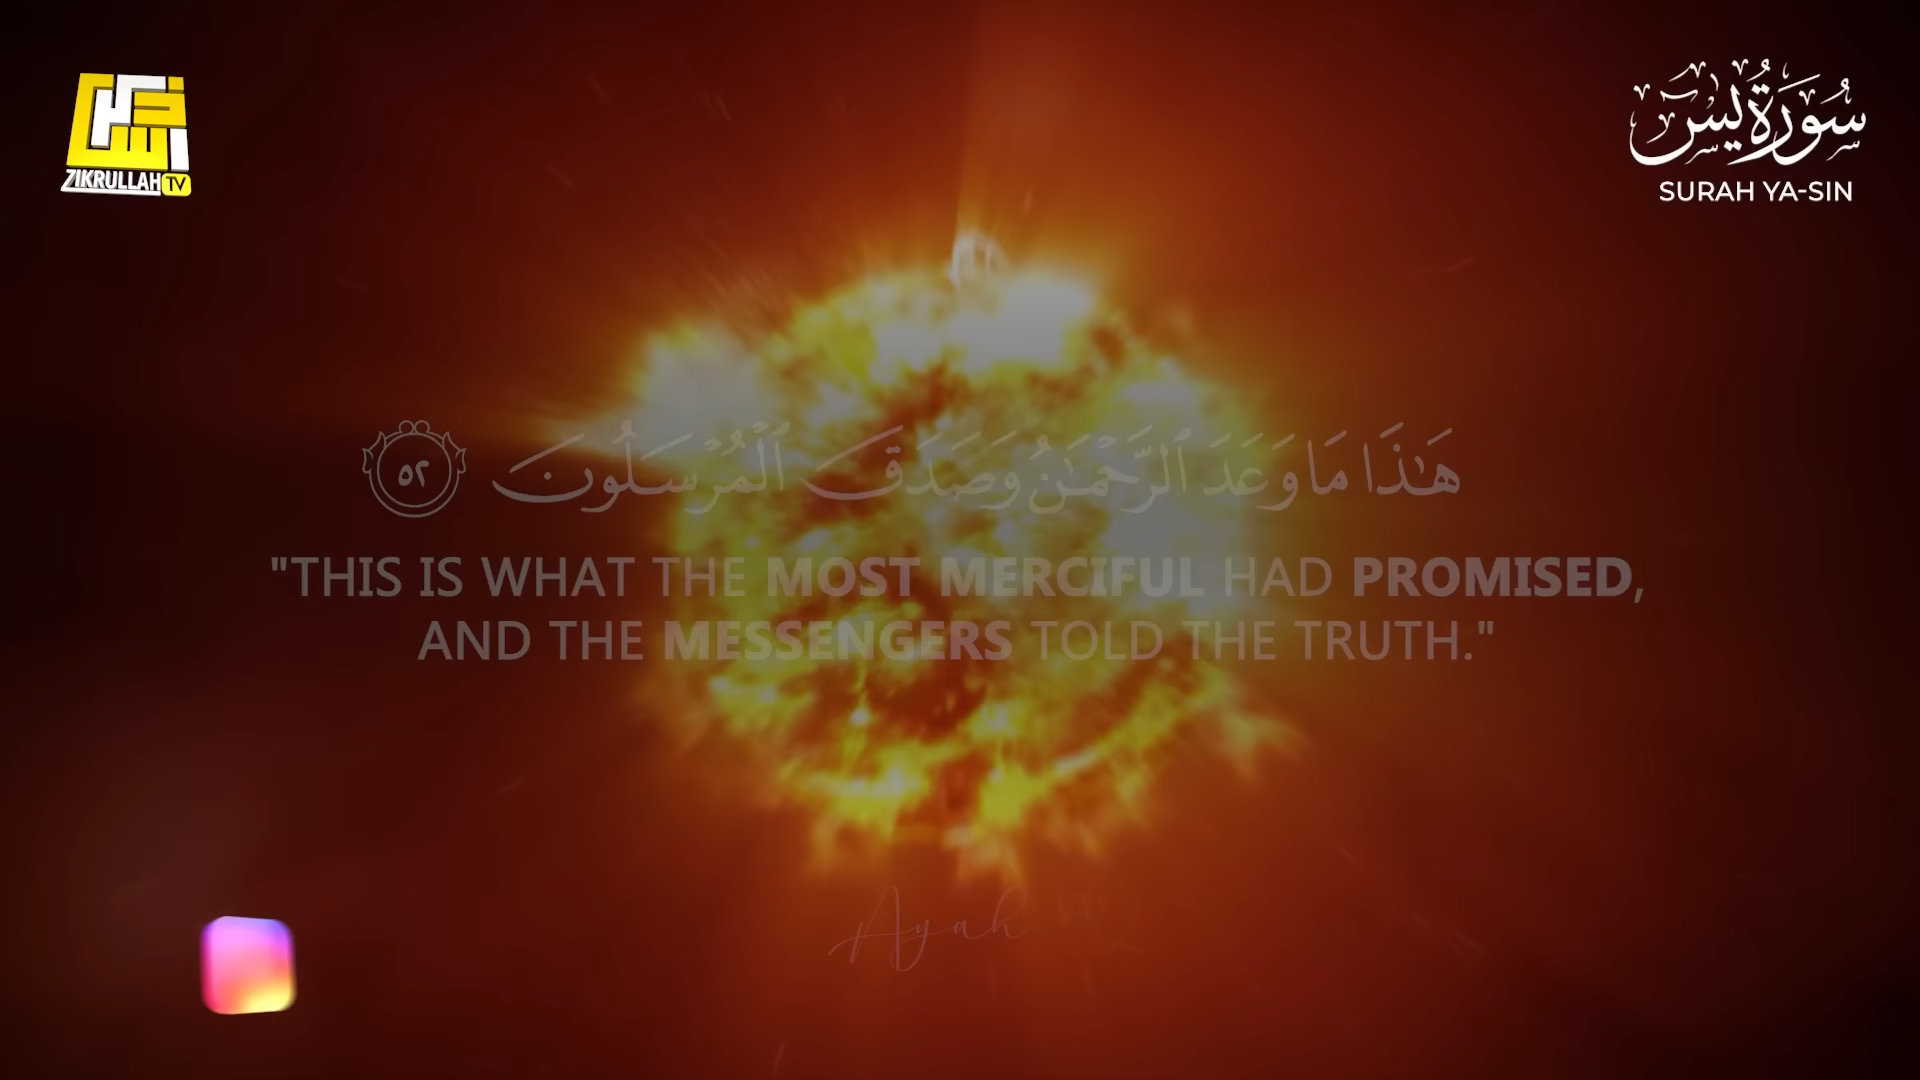 ZIKRULLAH TV
سُورَةُ يس
SURAH YA-SIN
هَـٰذَا مَا وَعَدَ ٱلرَّحْمَـٰنُ وَصَدَقَ ٱلْمُرْسَلُونَ ٥٢
"THIS IS WHAT THE MOST MERCIFUL HAD PROMISED,
AND THE MESSENGERS TOLD THE TRUTH."
Ayah